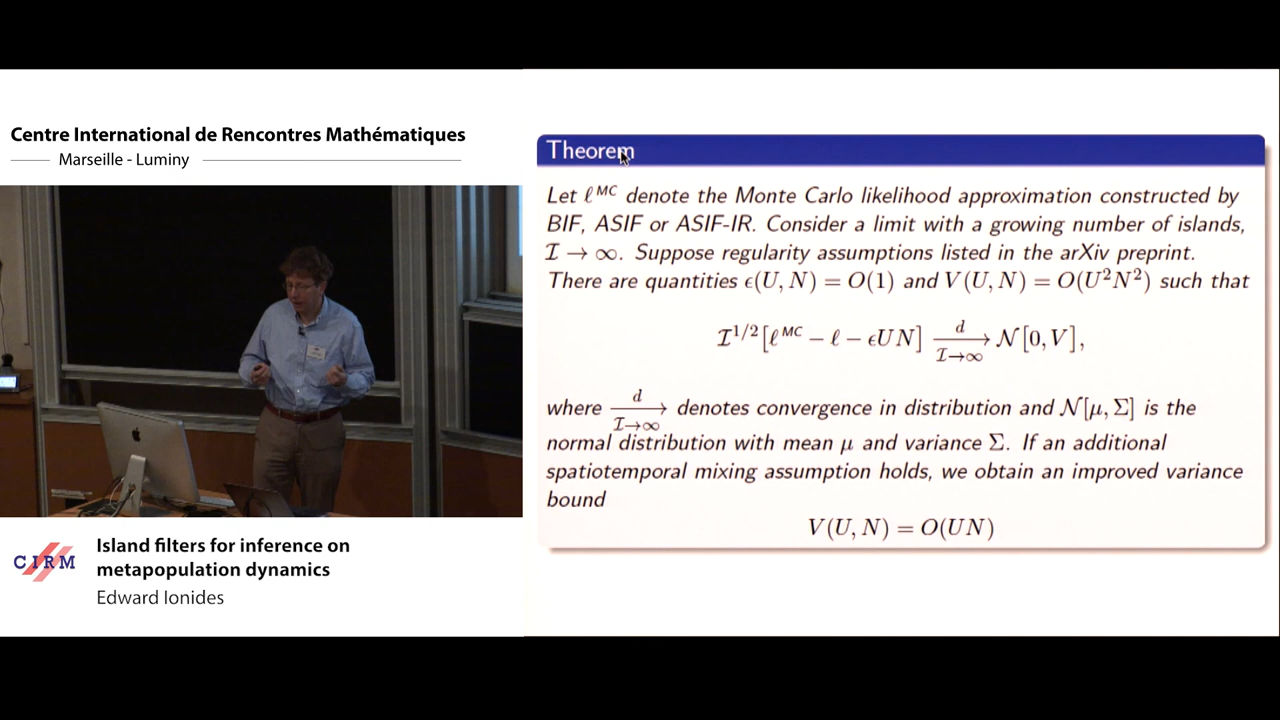 Centre International de Rencontres Mathématiques
Marseille - Luminy
Theorem
Let ℓ^MC denote the Monte Carlo likelihood approximation constructed by
BIF, ASIF or ASIF-IR. Consider a limit with a growing number of islands,
ℐ → ∞. Suppose regularity assumptions listed in the arXiv preprint.
There are quantities ϵ(U, N) = O(1) and V(U, N) = O(U²N²) such that
ℐ^1/2[ℓ^MC − ℓ − ϵUN] d→ ℐ→∞ 𝒩[0, V],
where d→ ℐ→∞ denotes convergence in distribution and 𝒩[μ, Σ] is the
normal distribution with mean μ and variance Σ. If an additional
spatiotemporal mixing assumption holds, we obtain an improved variance
bound
V(U, N) = O(UN)
CIRM
Island filters for inference on
metapopulation dynamics
Edward Ionides